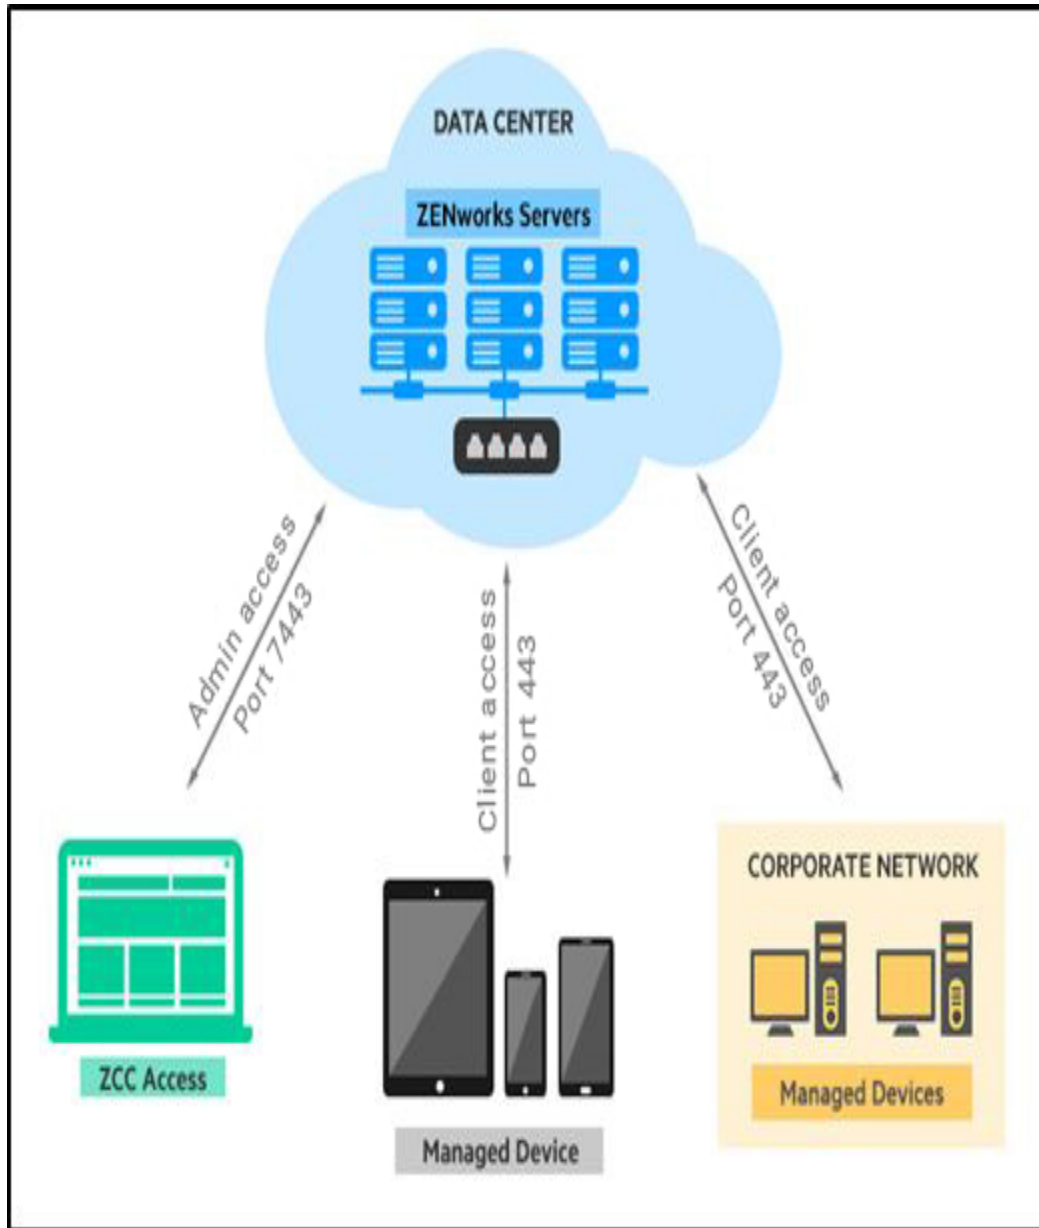 DATA CENTER
ZENworks Servers
Admin access
Port 7443
Client access
Port 443
Client access
Port 443
ZCC Access
Managed Device
CORPORATE NETWORK
Managed Devices